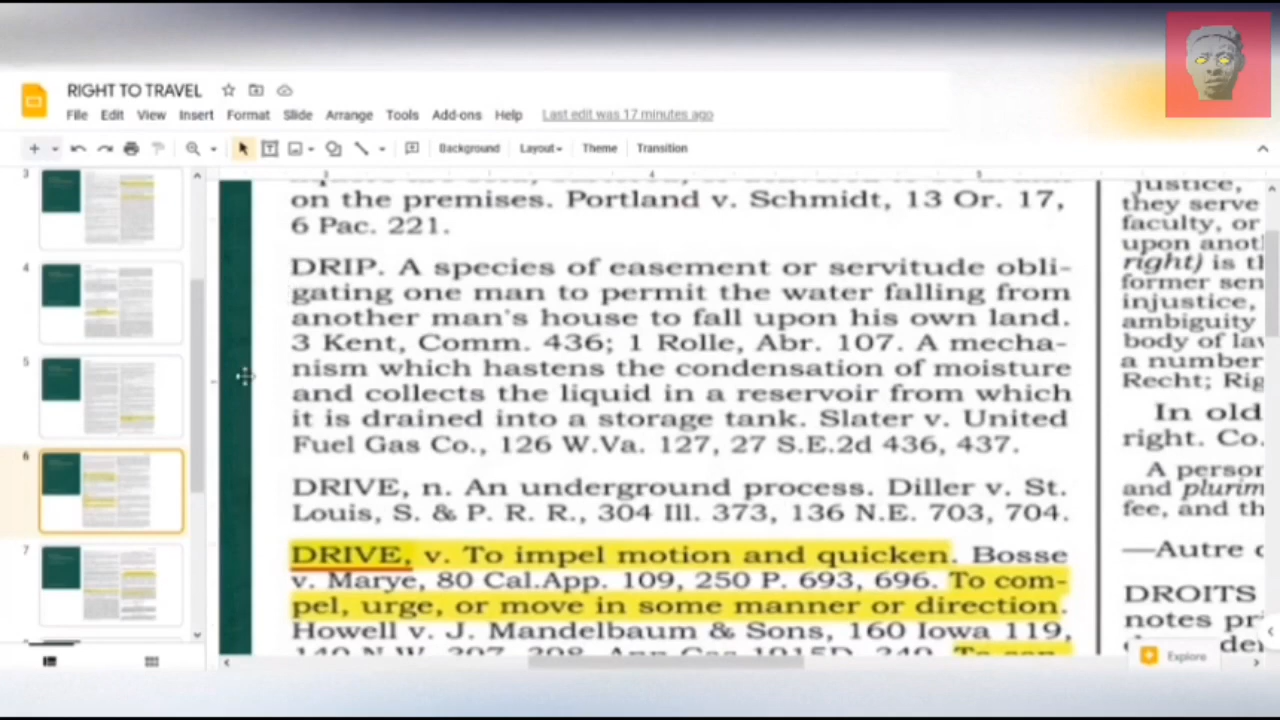 RIGHT TO TRAVEL
File Edit View Insert Format Slide Arrange Tools Add-ons Help Last edit was 17 minutes ago
Background Layout Theme Transition
3
4
5
6
7
on the premises. Portland v. Schmidt, 13 Or. 17,
6 Pac. 221.
DRIP. A species of easement or servitude obli-
gating one man to permit the water falling from
another man's house to fall upon his own land.
3 Kent, Comm. 436; 1 Rolle, Abr. 107. A mecha-
nism which hastens the condensation of moisture
and collects the liquid in a reservoir from which
it is drained into a storage tank. Slater v. United
Fuel Gas Co., 126 W.Va. 127, 27 S.E.2d 436, 437.
DRIVE, n. An underground process. Diller v. St.
Louis, S. & P. R. R., 304 Ill. 373, 136 N.E. 703, 704.
DRIVE, v. To impel motion and quicken. Bosse
v. Marye, 80 Cal.App. 109, 250 P. 693, 696. To com-
pel, urge, or move in some manner or direction.
Howell v. J. Mandelbaum & Sons, 160 Iowa 119,
justice,
they serve
faculty, or
upon anot
right) is t
former sen
injustice,
ambiguity
body of la
a number
Recht; Rig
In old
right. Co.
A person
and plurim
fee, and th
—Autre
DROITS
notes pr
Explore